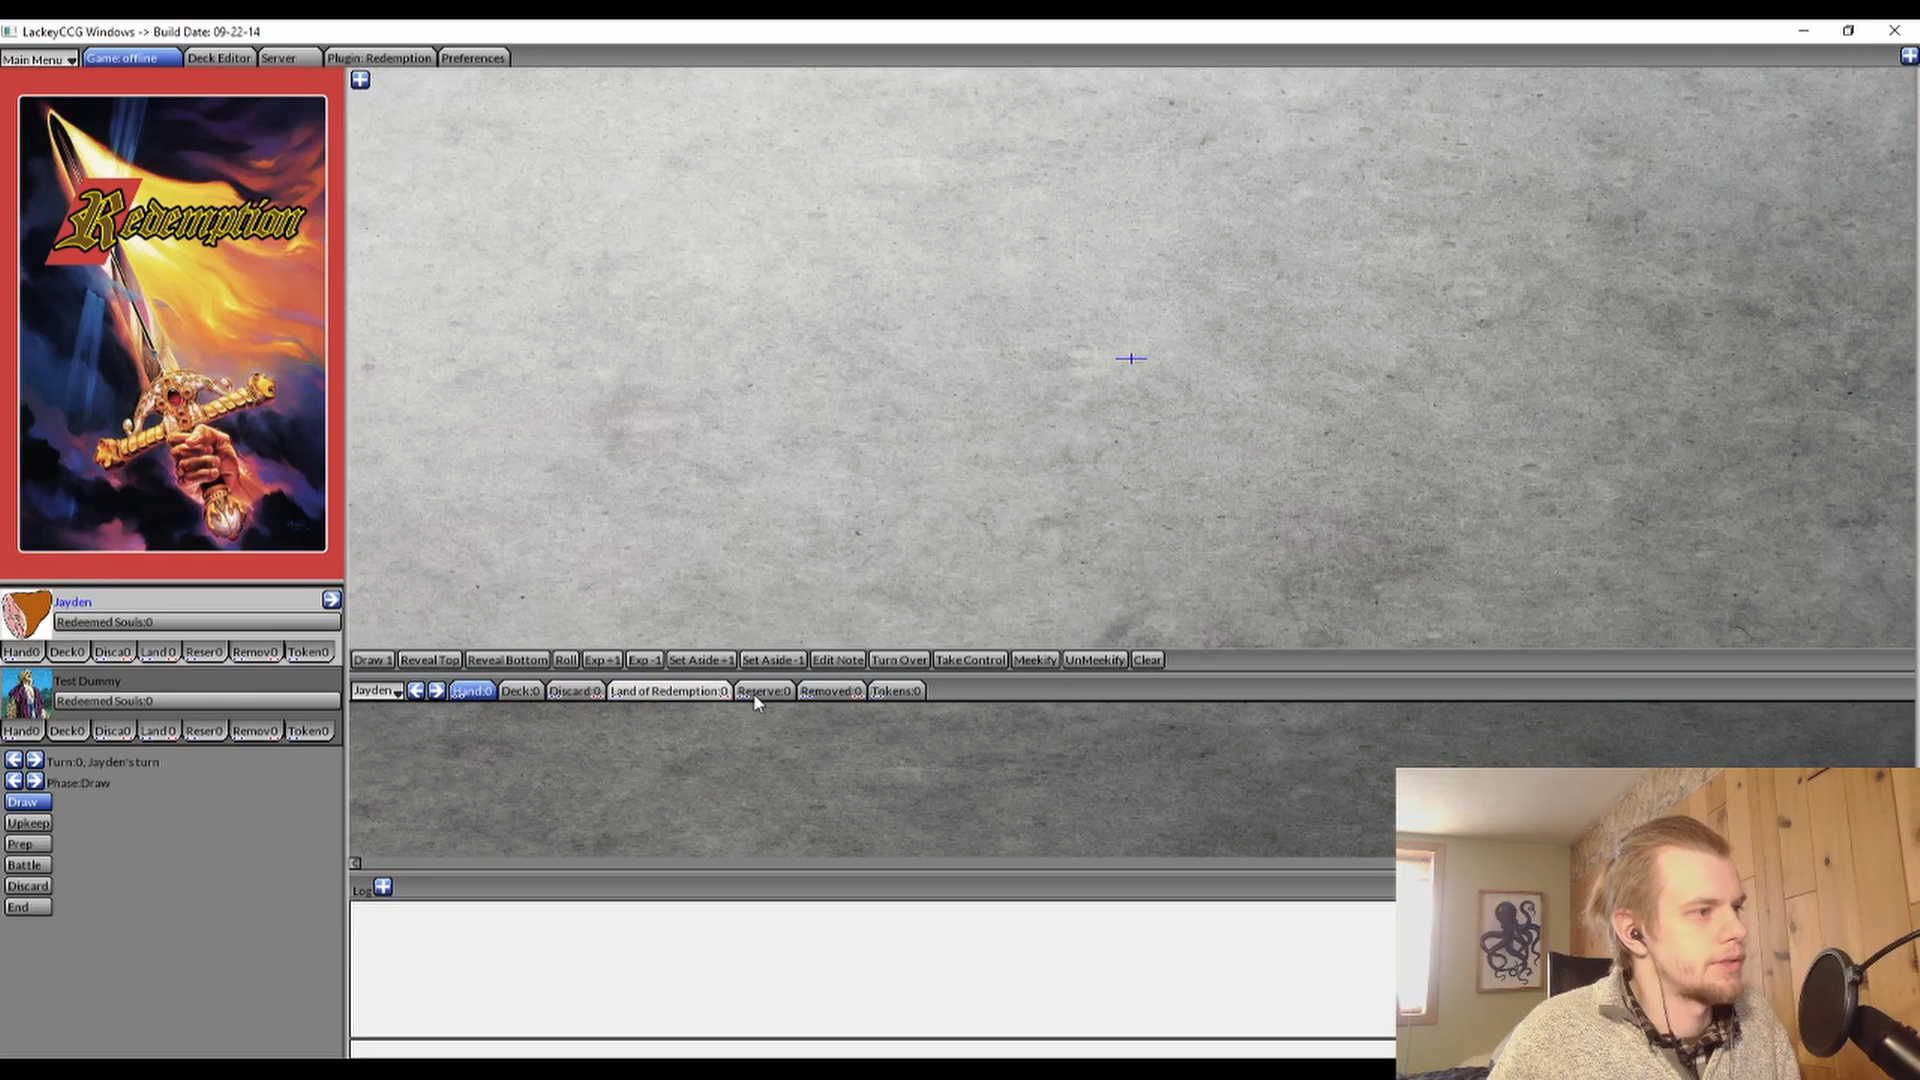 LackeyCCG Windows -> Build Date: 09-22-14
Main Menu Game: offline Deck Editor Server Plugin: Redemption Preferences
Redemption
Jayden
Redeemed Souls:0
Hand0 Deck0 Disca0 Land 0 Reser0 Remov0 Token0
Test Dummy
Redeemed Souls:0
Hand0 Deck0 Disca0 Land 0 Reser0 Remov0 Token0
Turn:0, Jayden's turn
Phase:Draw
Draw
Upkeep
Prep
Battle
Discard
End
Draw 1 Reveal Top Reveal Bottom Roll Exp +1 Exp -1 Set Aside +1 Set Aside -1 Edit Note Turn Over Take Control Meekify UnMeekify Clear
Jayden Hand:0 Deck:0 Discard:0 Land of Redemption:0 Reserve:0 Removed:0 Tokens:0
Log